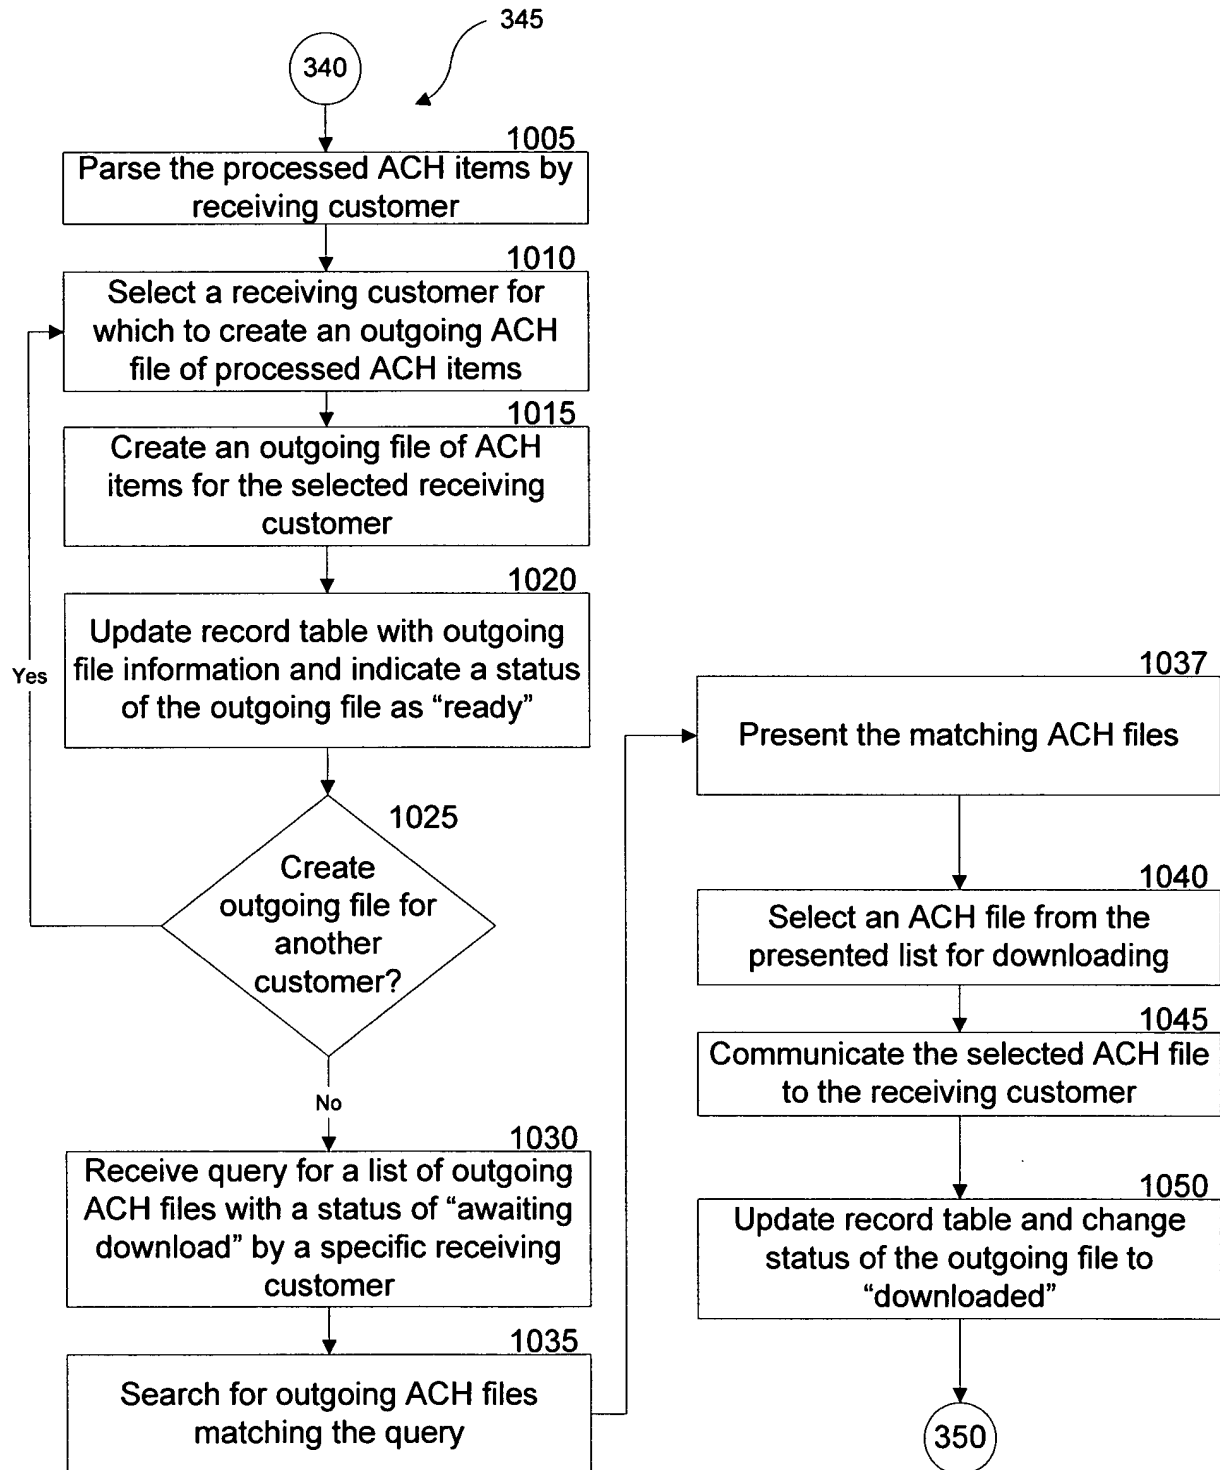 345
340
1005
Parse the processed ACH items by
receiving customer
1010
Select a receiving customer for
which to create an outgoing ACH
file of processed ACH items
1015
Create an outgoing file of ACH
items for the selected receiving
customer
1020
Update record table with outgoing
file information and indicate a status
of the outgoing file as “ready”
Yes
1025
Create
outgoing file for
another
customer?
No
1030
Receive query for a list of outgoing
ACH files with a status of “awaiting
download” by a specific receiving
customer
1035
Search for outgoing ACH files
matching the query
1037
Present the matching ACH files
1040
Select an ACH file from the
presented list for downloading
1045
Communicate the selected ACH file
to the receiving customer
1050
Update record table and change
status of the outgoing file to
“downloaded”
350